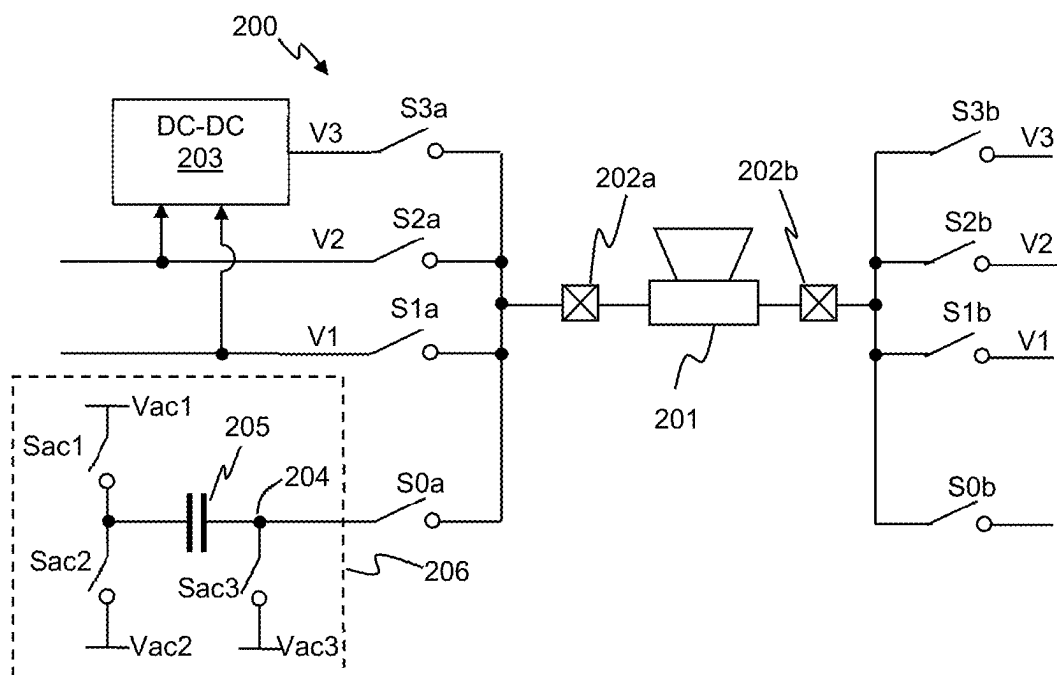 200
DC-DC
203
V3
S3a
S3b
V3
202a
202b
V2
S2a
S2b
V2
V1
S1a
S1b
V1
201
Vac1
Sac1
205
204
S0a
S0b
Sac2
Sac3
206
Vac2
Vac3